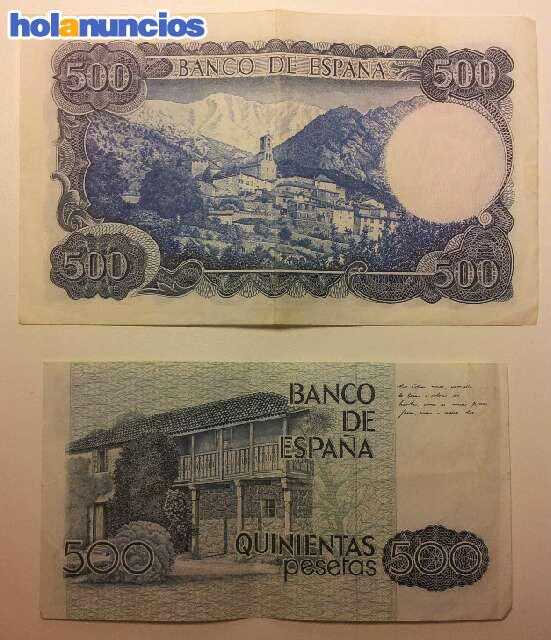 holanuncios
500 BANCO DE ESPAÑA 500
500 500
BANCO
DE
ESPAÑA
500 QUINIENTAS 500
pesetas